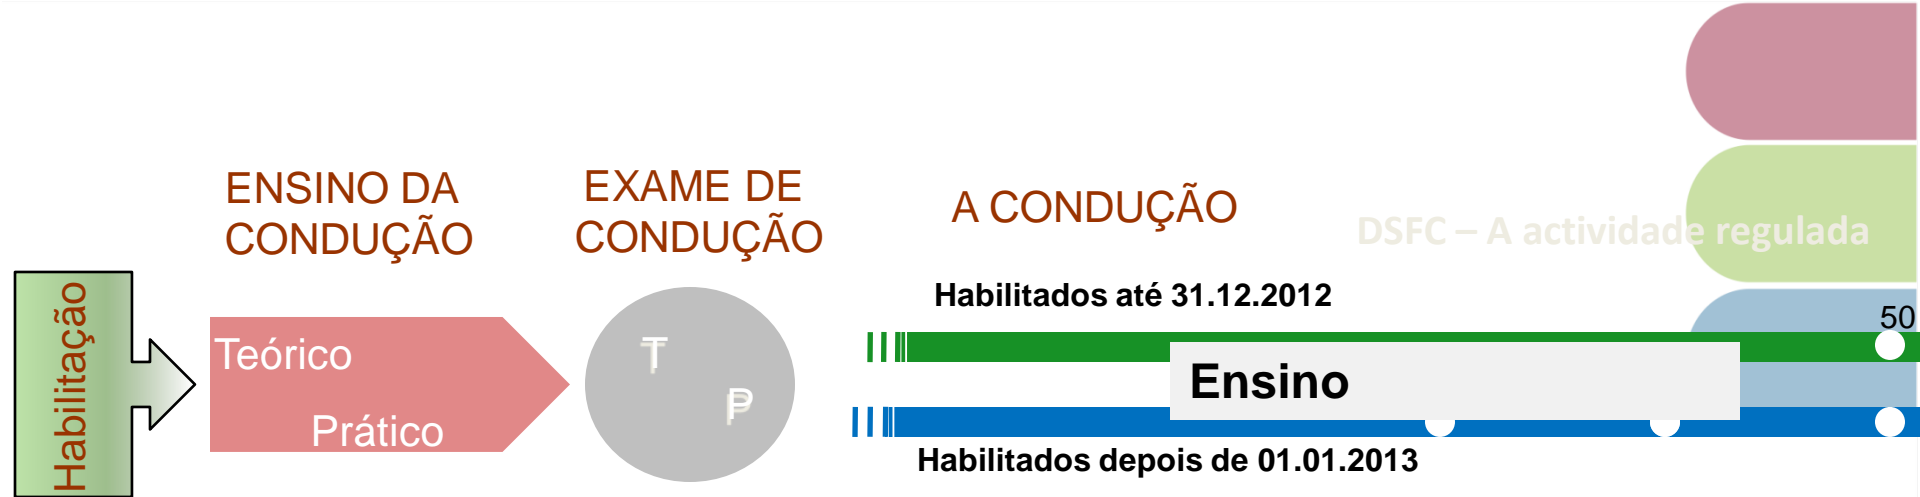 ENSINO DA
CONDUÇÃO
EXAME DE
CONDUÇÃO
A CONDUÇÃO
DSFC – A actividade regulada
Habilitação
Teórico
Prático
T
P
Habilitados até 31.12.2012
50
Ensino
Habilitados depois de 01.01.2013